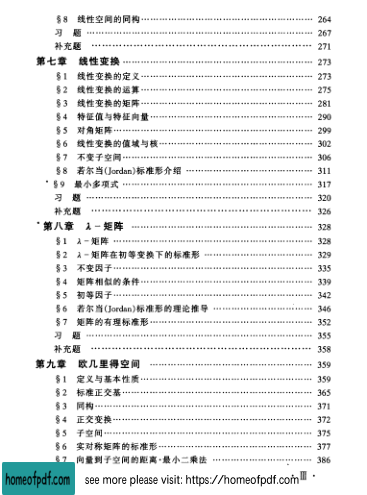 §8 线性空间的同构 264
习 题 267
补充题 271
第七章 线性变换 273
§1 线性变换的定义 273
§2 线性变换的运算 275
§3 线性变换的矩阵 281
§4 特征值与特征向量 290
§5 对角矩阵 299
§6 线性变换的值域与核 302
§7 不变子空间 306
§8 若尔当(Jordan)标准形介绍 311
*§9 最小多项式 317
习 题 320
补充题 326
*第八章 λ-矩阵 328
§1 λ-矩阵 328
§2 λ-矩阵在初等变换下的标准形 329
§3 不变因子 335
§4 矩阵相似的条件 339
§5 初等因子 342
§6 若尔当(Jordan)标准形的理论推导 346
§7 矩阵的有理标准形 352
习 题 355
补充题 358
第九章 欧几里得空间 359
§1 定义与基本性质 359
§2 标准正交基 365
§3 同构 371
§4 正交变换 372
§5 子空间 375
§6 实对称矩阵的标准形 377
§7 向量到子空间的距离·最小二乘法 386
· Ⅲ ·
homeofpdf.com see more please visit: https://homeofpdf.com